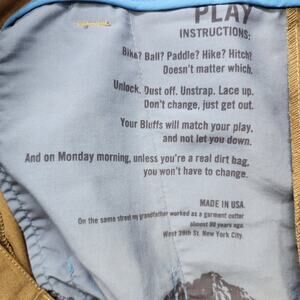 PLAY
INSTRUCTIONS:
Bike? Ball? Paddle? Hike? Hitch?
Doesn't matter which.
Unlock. Dust off. Unstrap. Lace up.
Don't change, just get out.
Your Bluffs will match your play,
and not let you down.
And on Monday morning, unless you're a real dirt bag,
you won't have to change.
MADE IN USA.
On the same street my grandfather worked as a garment cutter
almost 90 years ago.
West 39th St. New York City.